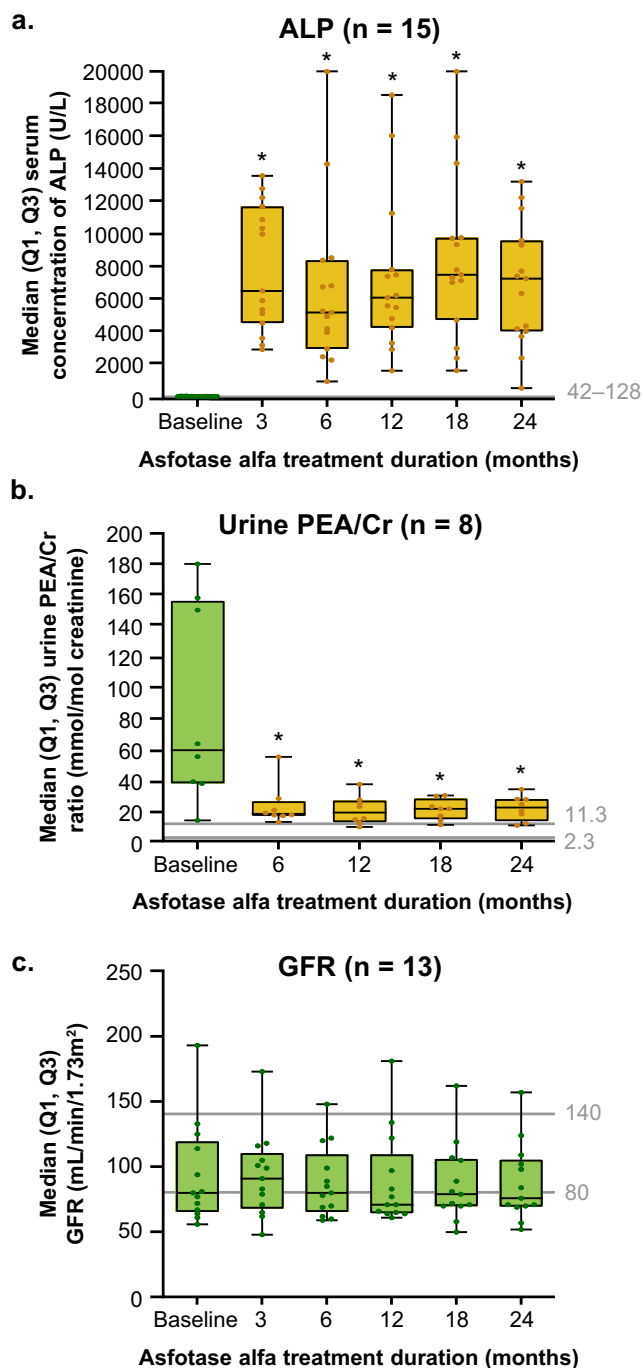 a.
ALP (n = 15)
Median (Q1, Q3) serum
concerntration of ALP (U/L)
20000
18000
16000
14000
12000
10000
8000
6000
4000
2000
0
* * * * *
42–128
Baseline 3 6 12 18 24
Asfotase alfa treatment duration (months)
b.
Urine PEA/Cr (n = 8)
Median (Q1, Q3) urine PEA/Cr
ratio (mmol/mol creatinine)
200
180
160
140
120
100
80
60
40
20
0
* * * *
11.3
2.3
Baseline 6 12 18 24
Asfotase alfa treatment duration (months)
c.
GFR (n = 13)
Median (Q1, Q3)
GFR (mL/min/1.73m²)
250
200
150
100
50
0
140
80
Baseline 3 6 12 18 24
Asfotase alfa treatment duration (months)